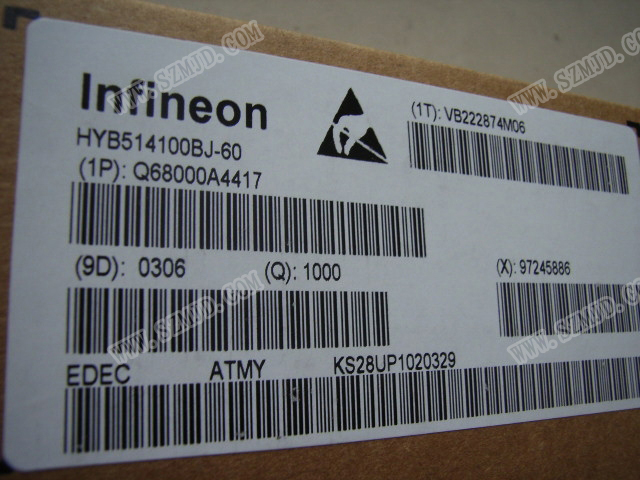 Infineon
(1T): VB222874M06
HYB514100BJ-60
(1P): Q68000A4417
(9D): 0306 (Q): 1000 (X): 97245886
EDEC ATMY KS28UP1020329
WWW.SZMJD.COM
WWW.SZMJD.COM
WWW.SZMJD.COM
WWW.SZMJD.COM